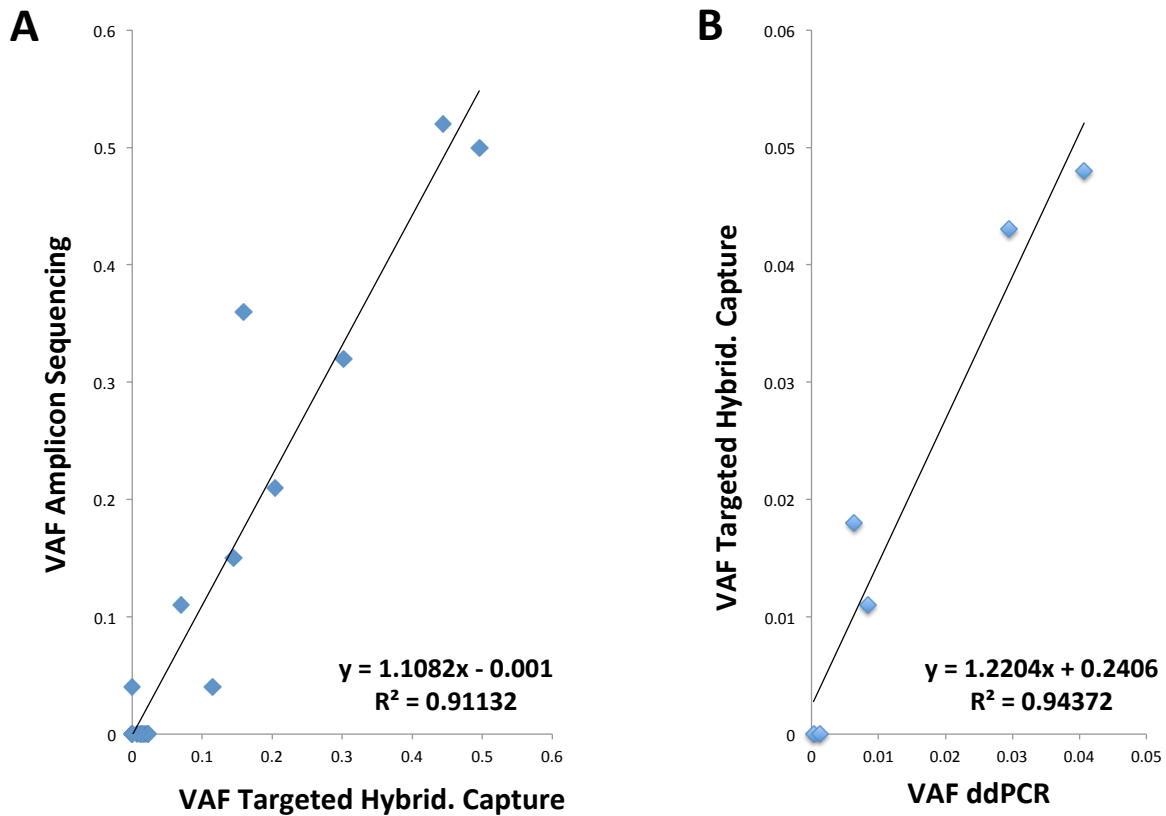 A
0.6
0.5
0.4
0.3
0.2
0.1
0
VAF Amplicon Sequencing
y = 1.1082x - 0.001
R² = 0.91132
0 0.1 0.2 0.3 0.4 0.5 0.6
VAF Targeted Hybrid. Capture
B
0.06
0.05
0.04
0.03
0.02
0.01
0
VAF Targeted Hybrid. Capture
y = 1.2204x + 0.2406
R² = 0.94372
0 0.01 0.02 0.03 0.04 0.05
VAF ddPCR